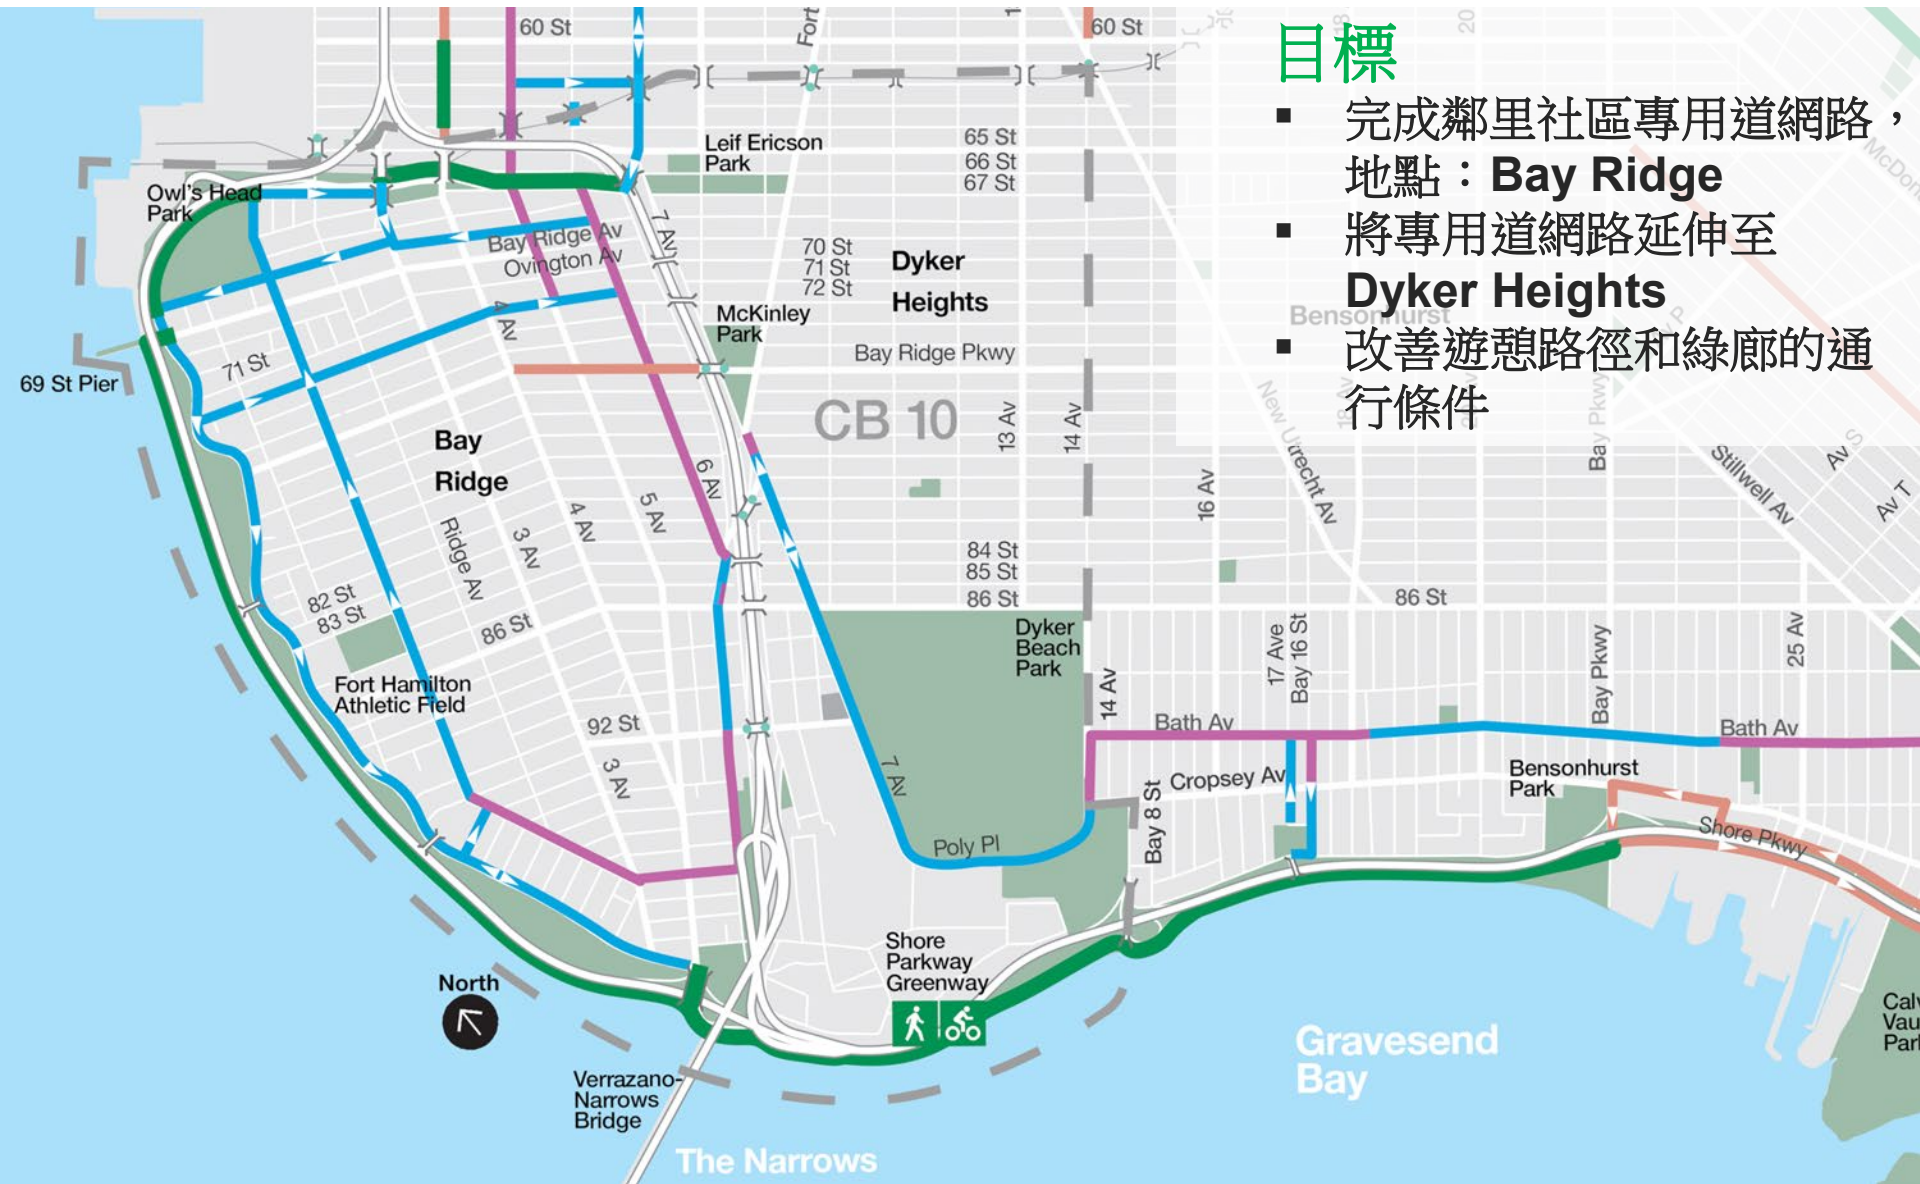 目標
▪ 完成鄰里社區專用道網路，
地點：Bay Ridge
▪ 將專用道網路延伸至
Dyker Heights
▪ 改善遊憩路徑和綠廊的通
行條件
60 St
Fort
60 St
18
20
Leif Ericson
Park
65 St
66 St
67 St
McDon
Owl's Head
Park
7 Av
Bay Ridge Av
Ovington Av
70 St
71 St
72 St
Dyker
Heights
4 Av
McKinley
Park
Bensonhurst
Bay Ridge Pkwy
71 St
69 St Pier
CB 10
13 Av
14 Av
New Utrecht Av
18 Av
Bay Pkwy
Av P
Stillwell Av
Av S
Av T
Bay
Ridge
6 Av
5 Av
4 Av
3 Av
Ridge Av
16 Av
84 St
85 St
86 St
82 St
83 St
86 St
86 St
Dyker
Beach
Park
14 Av
17 Ave
Bay 16 St
Bay Pkwy
25 Av
Fort Hamilton
Athletic Field
92 St
3 Av
7 Av
Bath Av
Bath Av
Cropsey Av
Bay 8 St
Bensonhurst
Park
Shore Pkwy
Poly Pl
Shore
Parkway
Greenway
North
Verrazano-
Narrows
Bridge
The Narrows
Gravesend
Bay